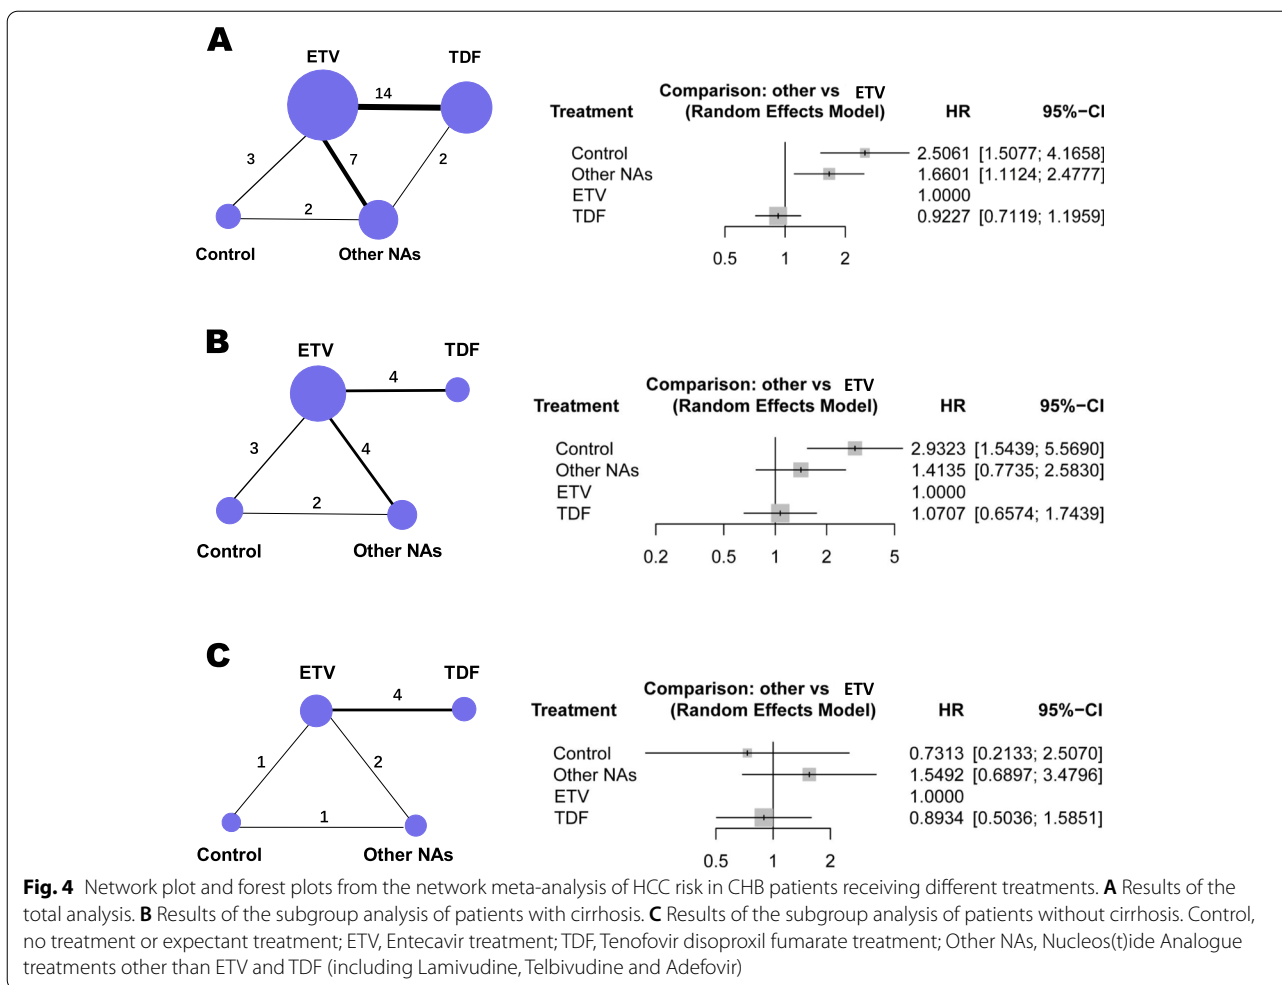 A
ETV
TDF
14
3
7
2
2
Control
Other NAs
Comparison: other vs ETV
Treatment (Random Effects Model) HR 95%−CI
Control 2.5061 [1.5077; 4.1658]
Other NAs 1.6601 [1.1124; 2.4777]
ETV 1.0000
TDF 0.9227 [0.7119; 1.1959]
0.5 1 2
B
ETV
TDF
4
3
4
2
Control
Other NAs
Comparison: other vs ETV
Treatment (Random Effects Model) HR 95%−CI
Control 2.9323 [1.5439; 5.5690]
Other NAs 1.4135 [0.7735; 2.5830]
ETV 1.0000
TDF 1.0707 [0.6574; 1.7439]
0.2 0.5 1 2 5
C
ETV
TDF
4
1
2
1
Control
Other NAs
Comparison: other vs ETV
Treatment (Random Effects Model) HR 95%−CI
Control 0.7313 [0.2133; 2.5070]
Other NAs 1.5492 [0.6897; 3.4796]
ETV 1.0000
TDF 0.8934 [0.5036; 1.5851]
0.5 1 2
Fig. 4 Network plot and forest plots from the network meta-analysis of HCC risk in CHB patients receiving different treatments. A Results of the
total analysis. B Results of the subgroup analysis of patients with cirrhosis. C Results of the subgroup analysis of patients without cirrhosis. Control,
no treatment or expectant treatment; ETV, Entecavir treatment; TDF, Tenofovir disoproxil fumarate treatment; Other NAs, Nucleos(t)ide Analogue
treatments other than ETV and TDF (including Lamivudine, Telbivudine and Adefovir)